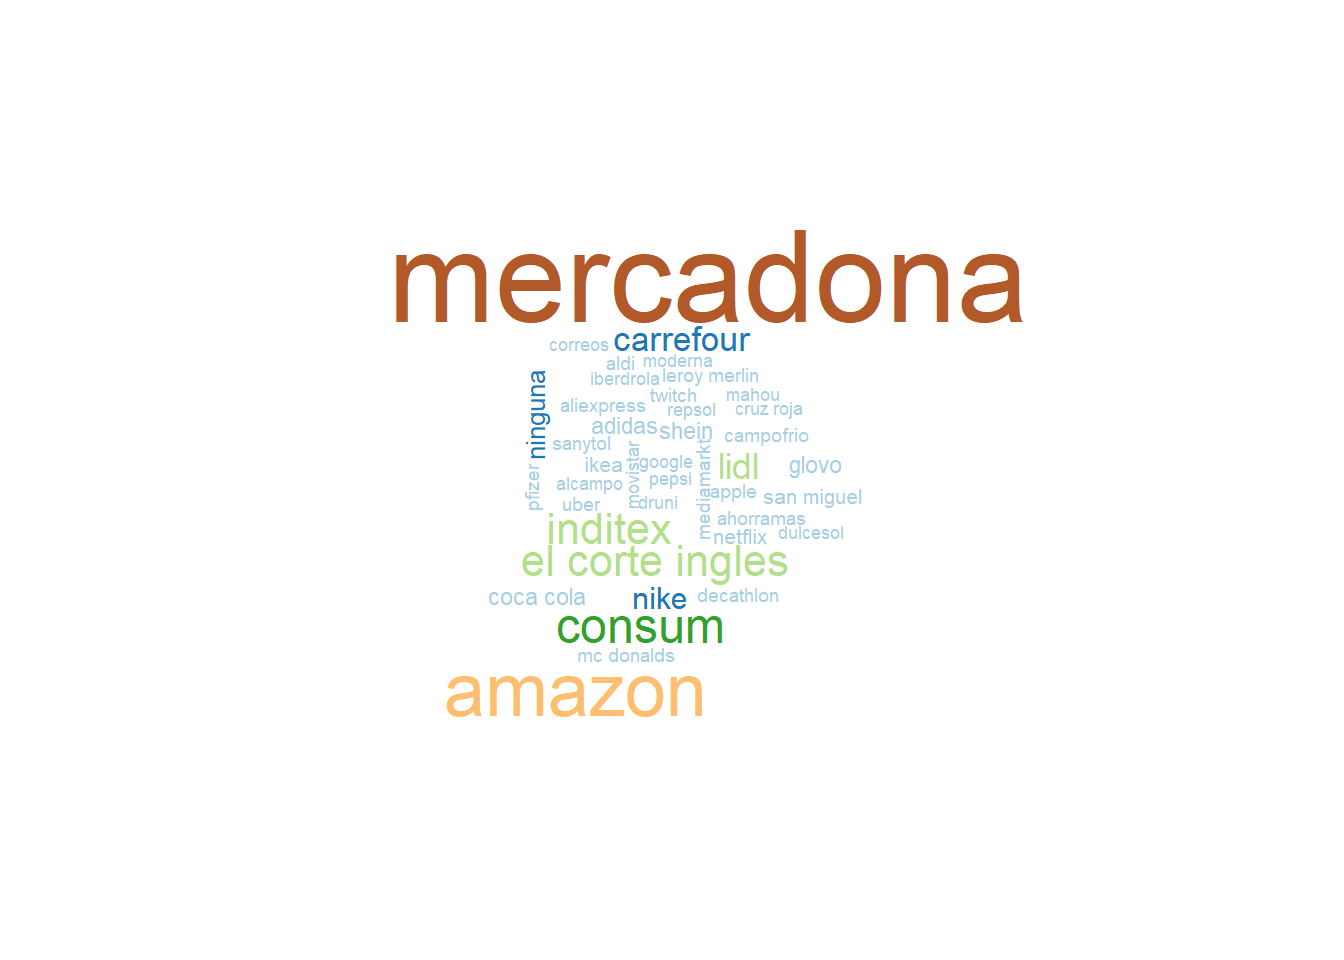 mercadona
correos
carrefour
aldi
moderna
iberdrola
leroy merlin
ninguna
twitch
mahou
aliexpress
repsol
cruz roja
adidas
shein
campofrio
sanytol
movistar
mediamarkt
ikea
google
lidl
glovo
pfizer
alcampo
pepsi
apple
san miguel
uber
druni
ahorramas
inditex
netflix
dulcesol
el corte ingles
coca cola
nike
decathlon
consum
mc donalds
amazon